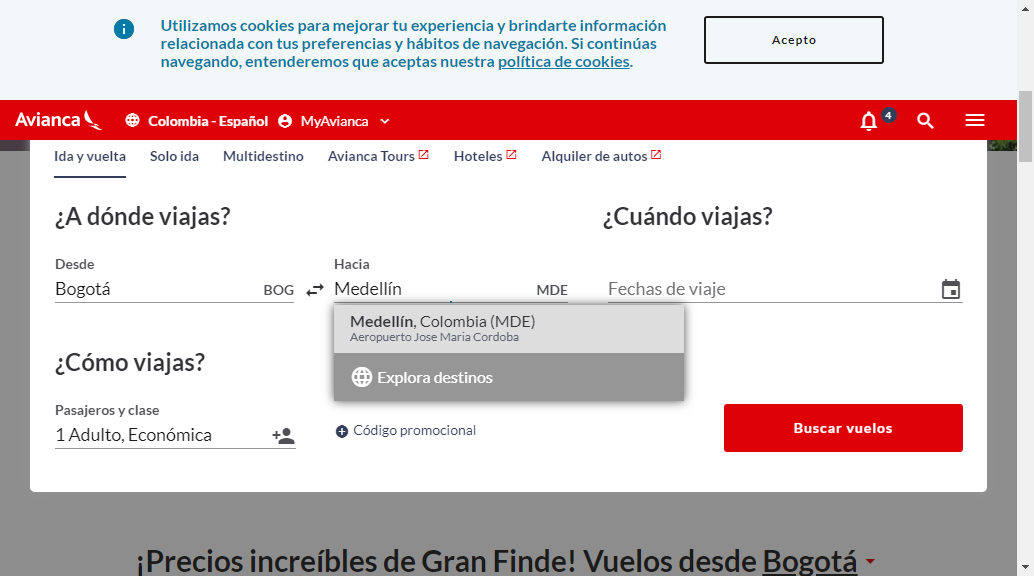 Utilizamos cookies para mejorar tu experiencia y brindarte información
relacionada con tus preferencias y hábitos de navegación. Si continúas
navegando, entenderemos que aceptas nuestra política de cookies.
Acepto
Avianca
Colombia - Español
MyAvianca
4
Ida y vuelta
Solo ida
Multidestino
Avianca Tours
Hoteles
Alquiler de autos
¿A dónde viajas?
¿Cuándo viajas?
Desde
Hacia
Bogotá
BOG
Medellín
MDE
Fechas de viaje
Medellín, Colombia (MDE)
Aeropuerto Jose Maria Cordoba
Explora destinos
¿Cómo viajas?
Pasajeros y clase
1 Adulto, Económica
Código promocional
Buscar vuelos
¡Precios increíbles de Gran Finde! Vuelos desde Bogotá